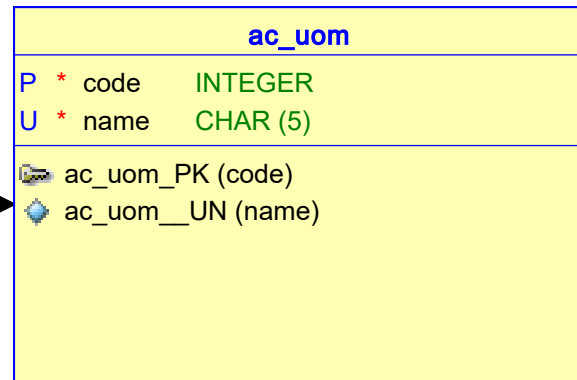 ac_uom
P * code INTEGER
U * name CHAR (5)
ac_uom_PK (code)
ac_uom__UN (name)